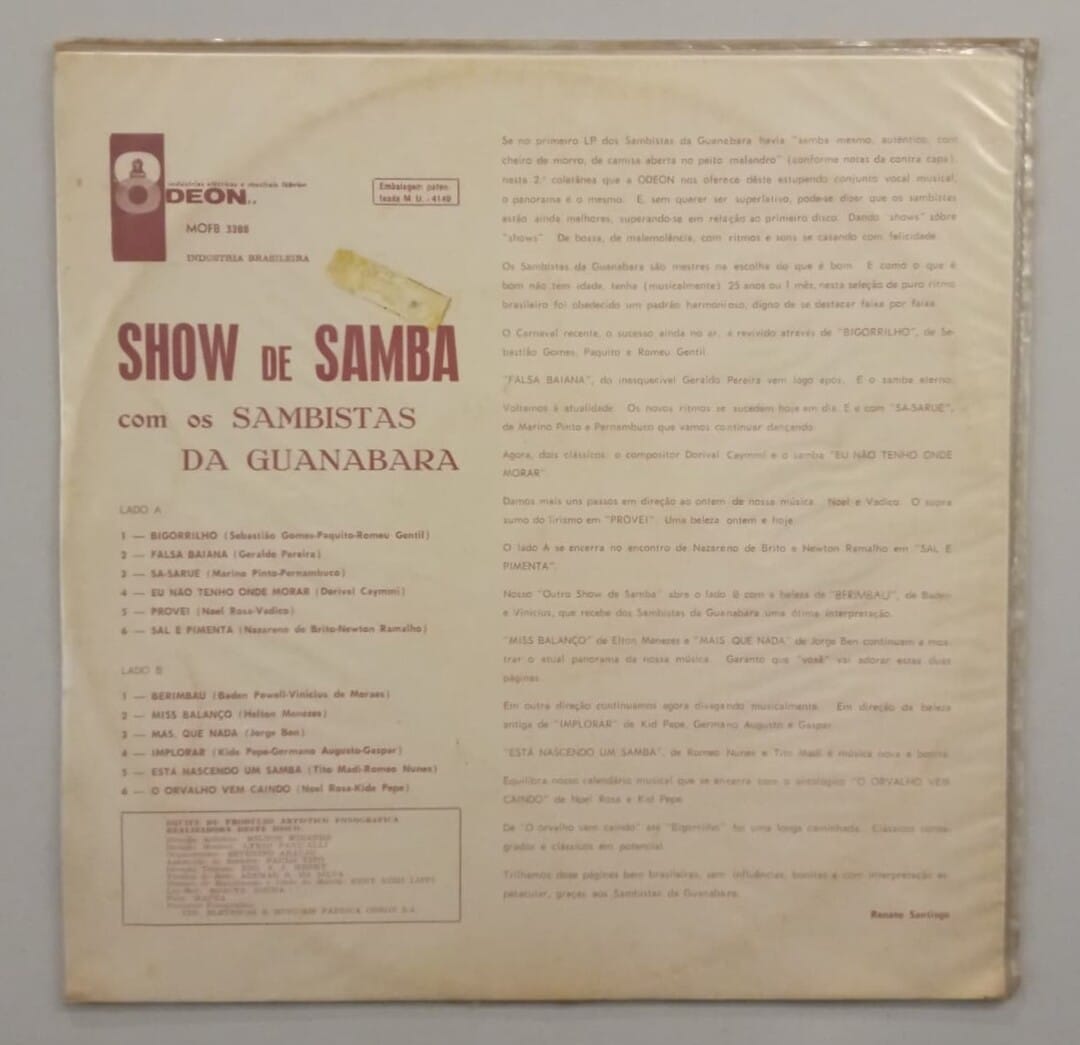 indústrias elétricas e musicais fábrica
ODEON S.A.
MOFB 3388
INDÚSTRIA BRASILEIRA
Embalagem paten-
teada M. U. - 4140
SHOW DE SAMBA
com os SAMBISTAS
DA GUANABARA
LADO A
1 — BIGORRILHO (Sebastião Gomes-Paquito-Romeu Gentil)
2 — FALSA BAIANA (Geraldo Pereira)
3 — SA-SARUÊ (Marino Pinto-Pernambuco)
4 — EU NÃO TENHO ONDE MORAR (Dorival Caymmi)
5 — PROVEI (Noel Rosa-Vadico)
6 — SAL E PIMENTA (Nazareno de Brito-Newton Ramalho)
LADO B
1 — BERIMBAU (Baden Powell-Vinicius de Moraes)
2 — MISS BALANÇO (Helton Menezes)
3 — MAS, QUE NADA (Jorge Ben)
4 — IMPLORAR (Kide Pepe-Germano Augusto-Gaspar)
5 — ESTÁ NASCENDO UM SAMBA (Tito Madi-Romeo Nunes)
6 — O ORVALHO VEM CAINDO (Noel Rosa-Kide Pepe)
EQUIPE DE PRODUÇÃO ARTÍSTICO FONOGRÁFICA
REALIZADORA DESTE DISCO
MILTON MIRANDA
LYRIO PANICALLI
Se no primeiro LP dos Sambistas da Guanabara havia "samba mesmo, autêntico, com
cheiro de morro, de camisa aberta no peito malandro" (conforme notas da contra capa),
nesta 2.ª coletânea que a ODEON nos oferece dêste estupendo conjunto vocal musical,
o panorama é o mesmo. E, sem querer ser superlativo, pode-se dizer que os sambistas
estão ainda melhores, superando-se em relação ao primeiro disco. Dando "shows" sôbre
"shows". De bossa, de malemolência, com ritmos e sons se casando com felicidade.
Os Sambistas da Guanabara são mestres na escolha do que é bom. E como o que é
bom não tem idade, tenha (musicalmente) 25 anos ou 1 mês, nesta seleção de puro ritmo
brasileiro foi obedecido um padrão harmonioso, digno de se destacar faixa por faixa.
O Carnaval recente, o sucesso ainda no ar, é revivido através de "BIGORRILHO", de Se-
bastião Gomes, Paquito e Romeu Gentil.
"FALSA BAIANA", do inesquecível Geraldo Pereira vem logo após. É o samba eterno.
Voltamos à atualidade. Os novos ritmos se sucedem hoje em dia. E é com "SA-SARUÊ",
de Marino Pinto e Pernambuco que vamos continuar dançando.
Agora, dois clássicos: o compositor Dorival Caymmi e o samba "EU NÃO TENHO ONDE
MORAR".
Damos mais uns passos em direção ao ontem de nossa música. Noel e Vadico. O supra
sumo do lirismo em "PROVEI". Uma beleza ontem e hoje.
O lado A se encerra no encontro de Nazareno de Brito e Newton Ramalho em "SAL E
PIMENTA".
Nosso "Outro Show de Samba" abre o lado B com a beleza de "BERIMBAU", de Baden
e Vinicius, que recebe dos Sambistas da Guanabara uma ótima interpretação.
"MISS BALANÇO" de Elton Menezes e "MAIS, QUE NADA" de Jorge Ben continuam a mos-
trar o atual panorama da nossa música. Garanto que "você" vai adorar estas duas
páginas.
Em outra direção continuamos agora divagando musicalmente. Em direção da beleza
antiga de "IMPLORAR" de Kid Pepe, Germano Augusto e Gaspar.
"ESTÁ NASCENDO UM SAMBA", de Romeo Nunes e Tito Madi é música nova e bonita.
Equilibra nosso calendário musical que se encerra com o antológico "O ORVALHO VEM
CAINDO" de Noel Rosa e Kid Pepe.
De "O orvalho vem caindo" até "Bigorrilho" foi uma longa caminhada. Clássicos consa-
grados e clássicos em potencial.
Trilhamos doze páginas bem brasileiras, sem influências, bonitas e com interpretação es-
petacular, graças aos Sambistas da Guanabara.
Renato Santiago